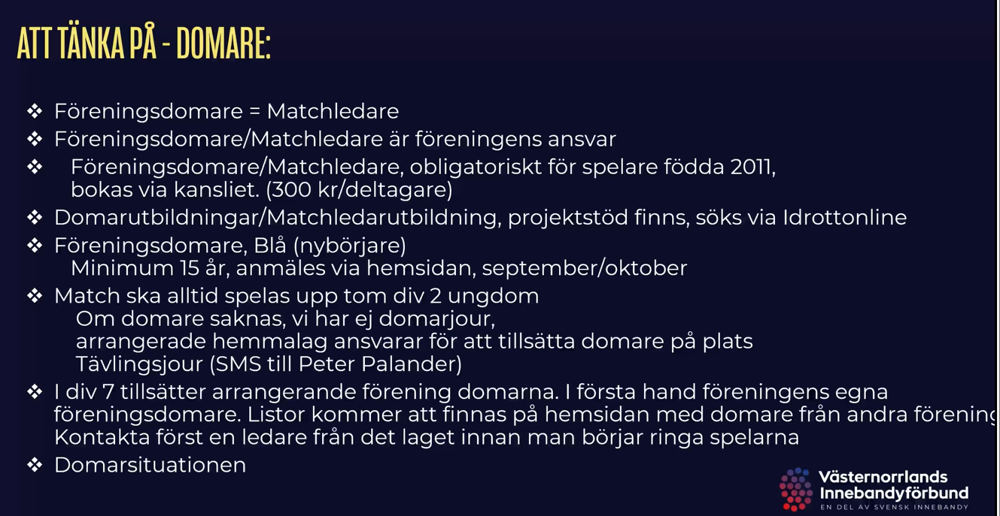 ATT TÄNKA PÅ - DOMARE:
❖ Föreningsdomare = Matchledare
❖ Föreningsdomare/Matchledare är föreningens ansvar
❖ Föreningsdomare/Matchledare, obligatoriskt för spelare födda 2011,
bokas via kansliet. (300 kr/deltagare)
❖ Domarutbildningar/Matchledarutbildning, projektstöd finns, söks via Idrottonline
❖ Föreningsdomare, Blå (nybörjare)
Minimum 15 år, anmäles via hemsidan, september/oktober
❖ Match ska alltid spelas upp tom div 2 ungdom
Om domare saknas, vi har ej domarjour,
arrangerade hemmalag ansvarar för att tillsätta domare på plats
Tävlingsjour (SMS till Peter Palander)
❖ I div 7 tillsätter arrangerande förening domarna. I första hand föreningens egna
föreningsdomare. Listor kommer att finnas på hemsidan med domare från andra förening
Kontakta först en ledare från det laget innan man börjar ringa spelarna
❖ Domarsituationen
Västernorrlands
Innebandyförbund
EN DEL AV SVENSK INNEBANDY